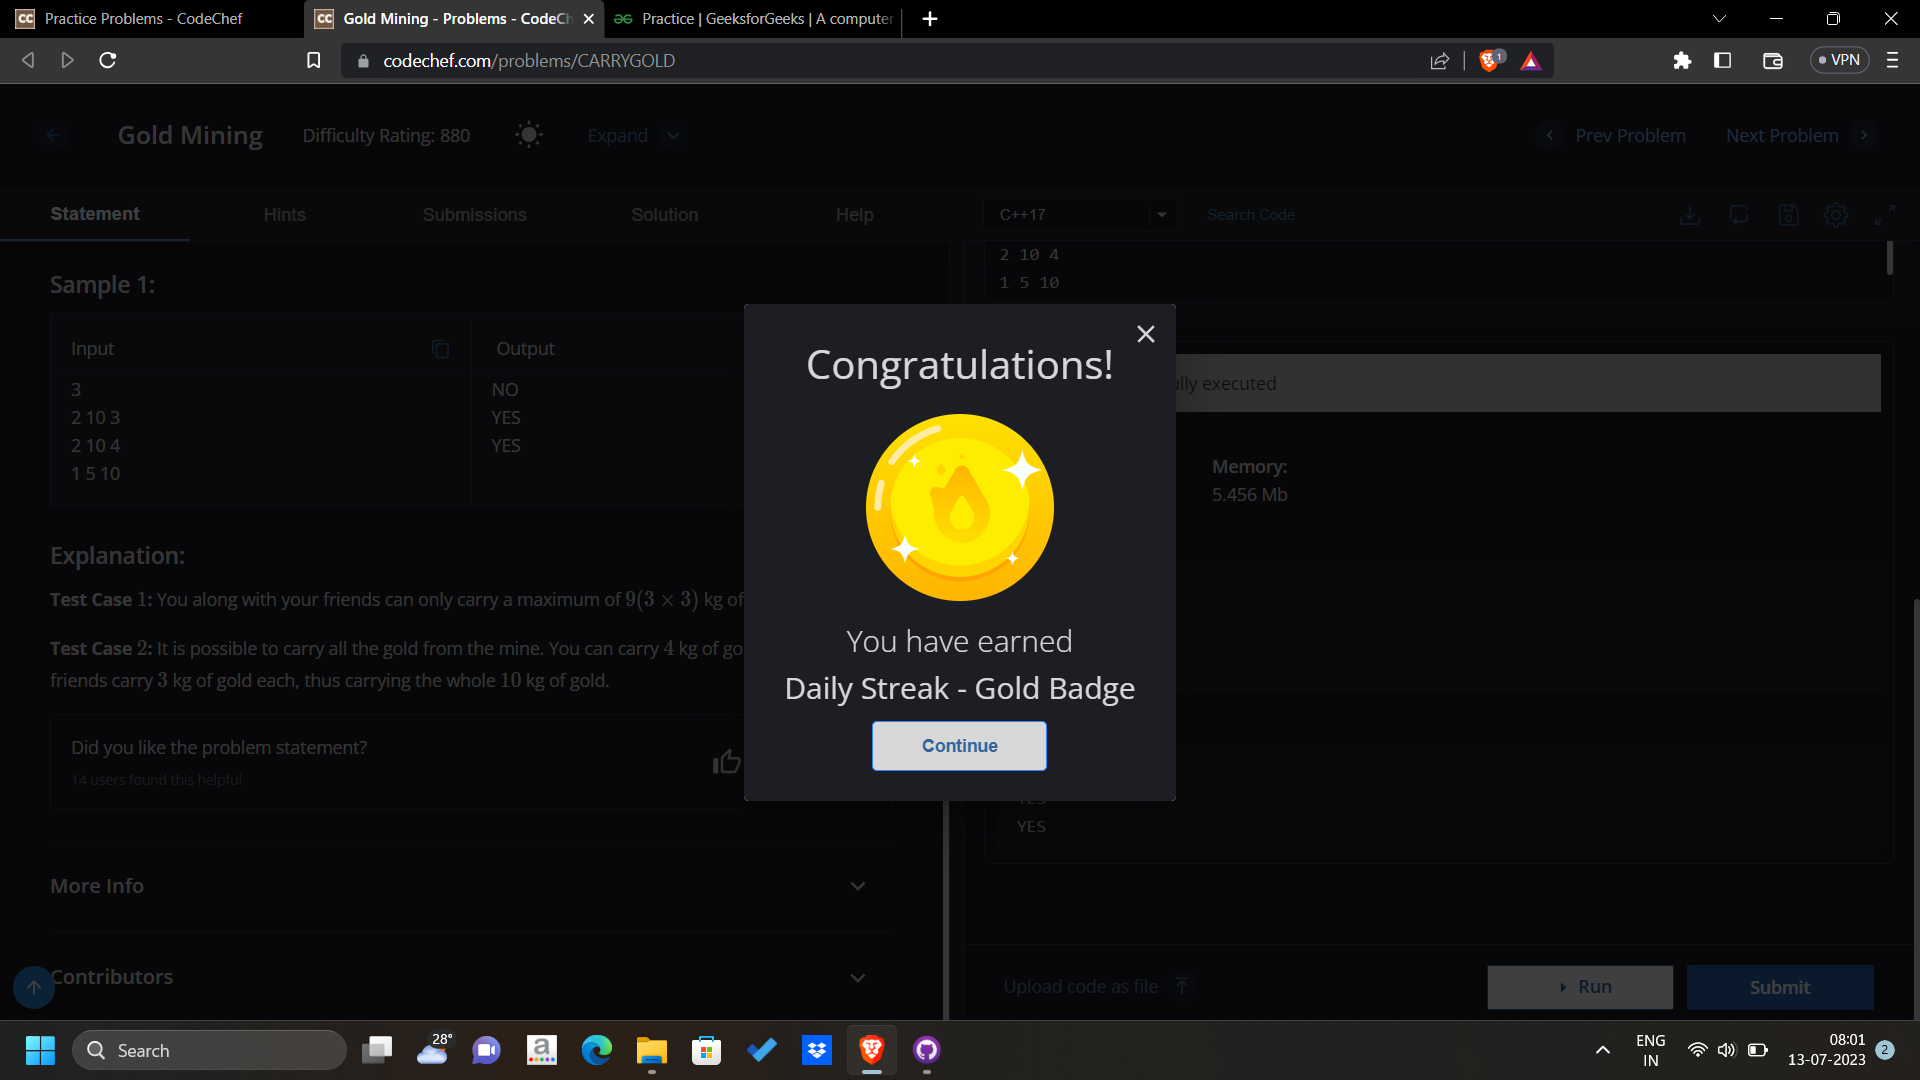 Practice Problems - CodeChef
Gold Mining - Problems - CodeCh
Practice | GeeksforGeeks | A computer
codechef.com/problems/CARRYGOLD
1
VPN
Gold Mining
Difficulty Rating: 880
Expand
Prev Problem
Next Problem
Statement
Hints
Submissions
Solution
Help
C++17
Search Code
2 10 4
1 5 10
Sample 1:
Input
Output
3
2 10 3
2 10 4
1 5 10
NO
YES
YES
Explanation:
Test Case 1: You along with your friends can only carry a maximum of 9(3 × 3) kg of
Test Case 2: It is possible to carry all the gold from the mine. You can carry 4 kg of go
friends carry 3 kg of gold each, thus carrying the whole 10 kg of gold.
Did you like the problem statement?
14 users found this helpful
More Info
Contributors
Congratulations!
You have earned
Daily Streak - Gold Badge
Continue
lly executed
Memory:
5.456 Mb
YES
YES
Upload code as file
Run
Submit
Search
28°
a
ENG
IN
08:01
13-07-2023
2